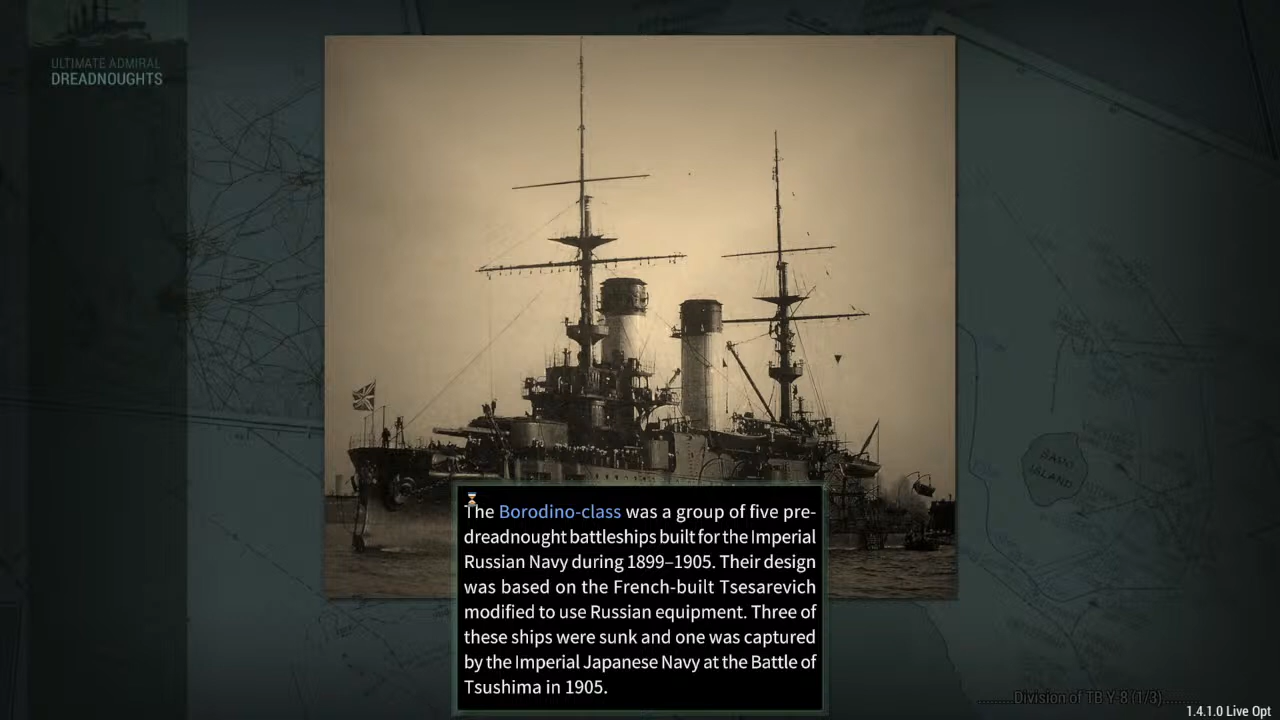 ULTIMATE ADMIRAL
DREADNOUGHTS
SAND
ISLAND
The Borodino-class was a group of five pre-
dreadnought battleships built for the Imperial
Russian Navy during 1899–1905. Their design
was based on the French-built Tsesarevich
modified to use Russian equipment. Three of
these ships were sunk and one was captured
by the Imperial Japanese Navy at the Battle of
Tsushima in 1905.
Division of TB Y-8 (1/3)
1.4.1.0 Live Opt